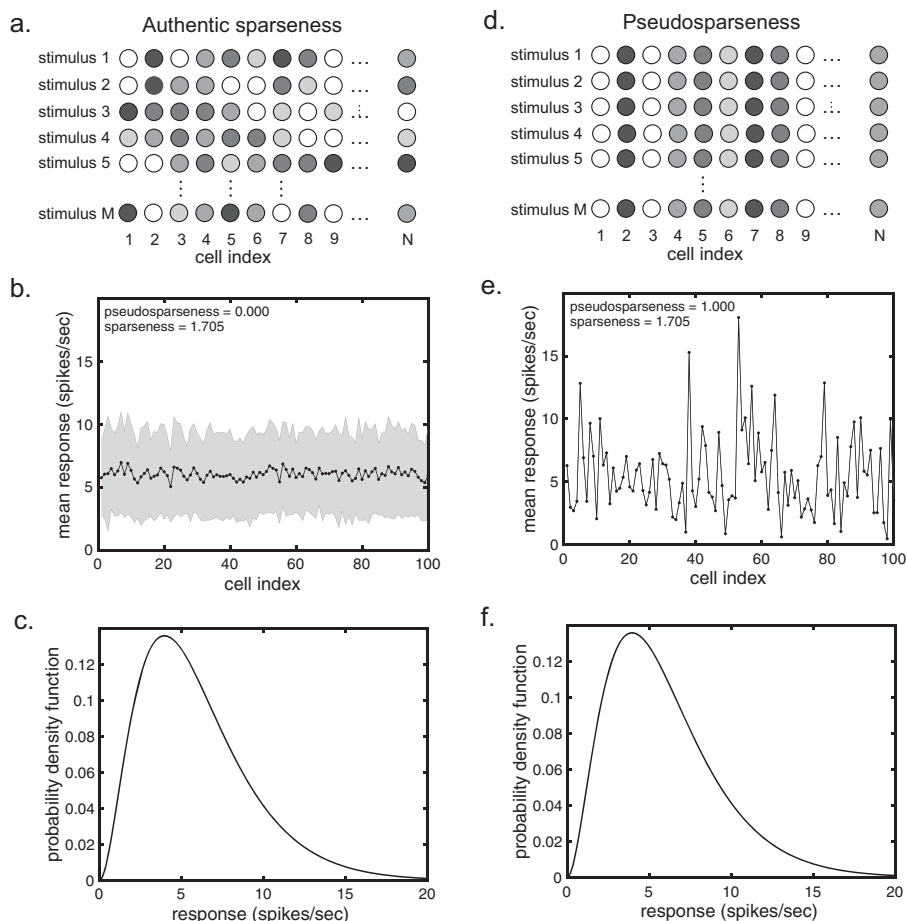 a.
Authentic sparseness
stimulus 1
stimulus 2
stimulus 3
stimulus 4
stimulus 5
stimulus M
1 2 3 4 5 6 7 8 9 N
cell index
b.
pseudosparseness = 0.000
sparseness = 1.705
mean response (spikes/sec)
15
10
5
0
0 20 40 60 80 100
cell index
c.
probability density function
0.12
0.1
0.08
0.06
0.04
0.02
0
0 5 10 15 20
response (spikes/sec)
d.
Pseudosparseness
stimulus 1
stimulus 2
stimulus 3
stimulus 4
stimulus 5
stimulus M
1 2 3 4 5 6 7 8 9 N
cell index
e.
pseudosparseness = 1.000
sparseness = 1.705
mean response (spikes/sec)
15
10
5
0
0 20 40 60 80 100
cell index
f.
probability density function
0.12
0.1
0.08
0.06
0.04
0.02
0
0 5 10 15 20
response (spikes/sec)